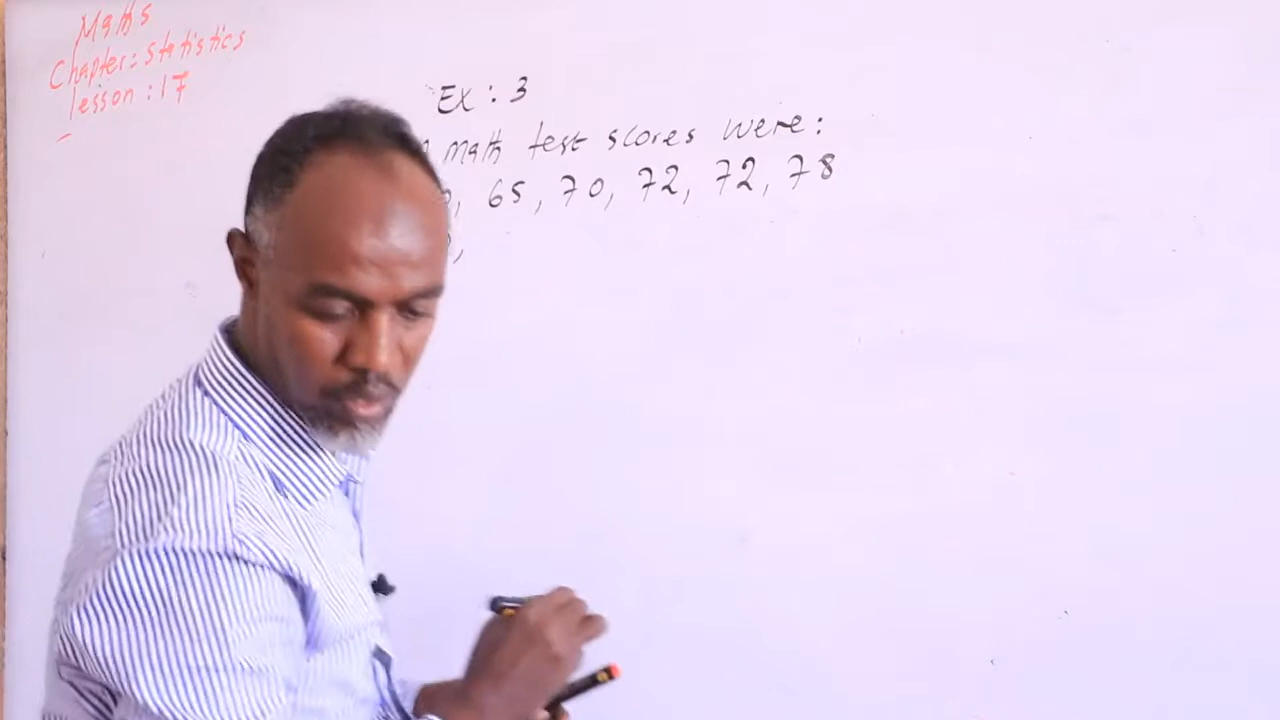 Maths
Chapter: Statistics
lesson : 17
Ex : 3
math test scores were:
65, 70, 72, 72, 78